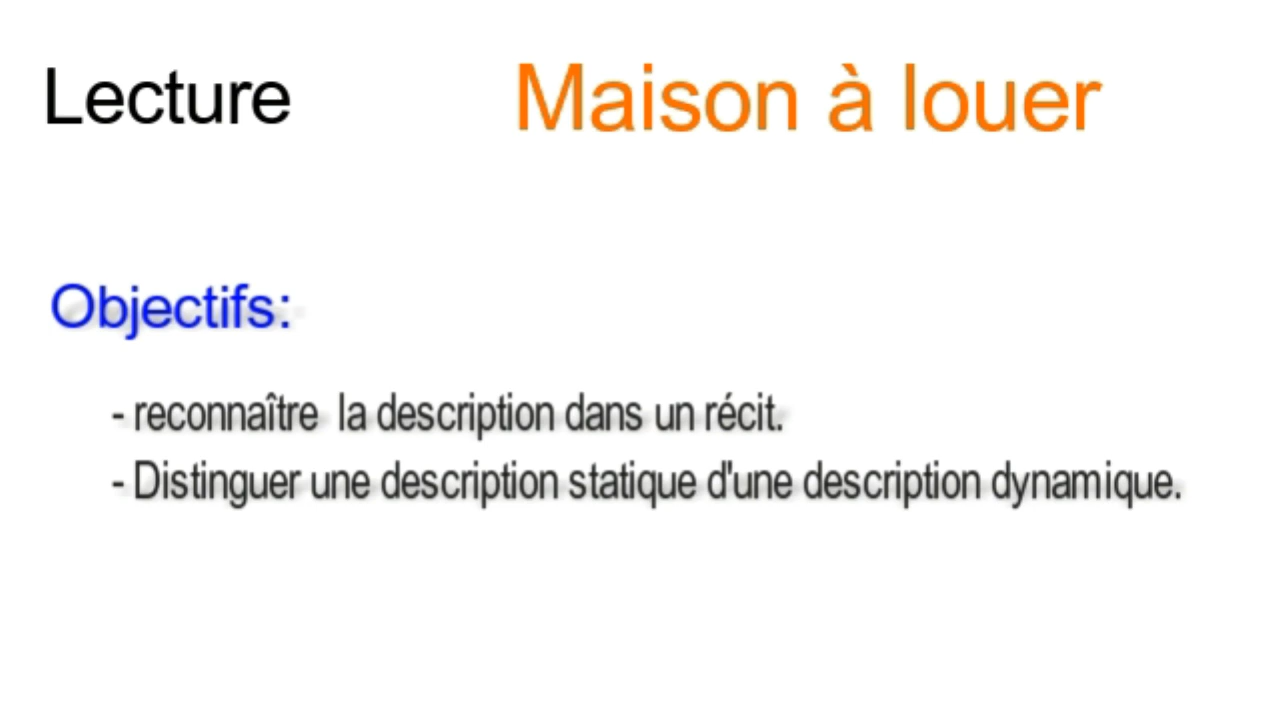 Lecture
Maison à louer
Objectifs:
- reconnaître la description dans un récit.
- Distinguer une description statique d'une description dynamique.